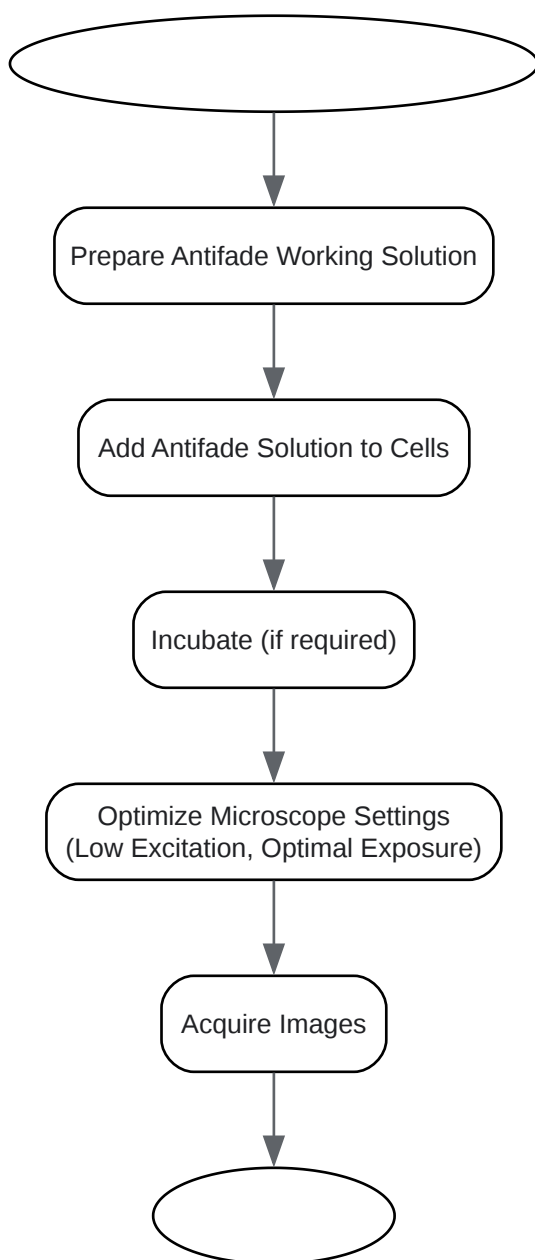 Prepare Antifade Working Solution
Add Antifade Solution to Cells
Incubate (if required)
Optimize Microscope Settings
(Low Excitation, Optimal Exposure)
Acquire Images